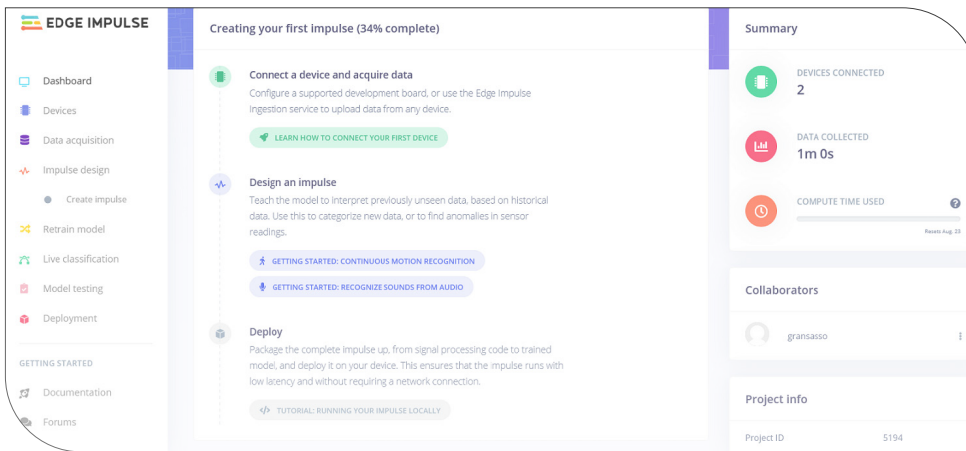 EDGE IMPULSE
Dashboard
Devices
Data acquisition
Impulse design
Create impulse
Retrain model
Live classification
Model testing
Deployment
GETTING STARTED
Documentation
Forums
Creating your first impulse (34% complete)
Connect a device and acquire data
Configure a supported development board, or use the Edge Impulse
Ingestion service to upload data from any device.
LEARN HOW TO CONNECT YOUR FIRST DEVICE
Design an impulse
Teach the model to interpret previously unseen data, based on historical
data. Use this to categorize new data, or to find anomalies in sensor
readings.
GETTING STARTED: CONTINUOUS MOTION RECOGNITION
GETTING STARTED: RECOGNIZE SOUNDS FROM AUDIO
Deploy
Package the complete impulse up, from signal processing code to trained
model, and deploy it on your device. This ensures that the impulse runs with
low latency and without requiring a network connection.
</> TUTORIAL: RUNNING YOUR IMPULSE LOCALLY
Summary
DEVICES CONNECTED
2
DATA COLLECTED
1m 0s
COMPUTE TIME USED ?
Resets Aug. 23
Collaborators
gransasso
Project info
Project ID 5194